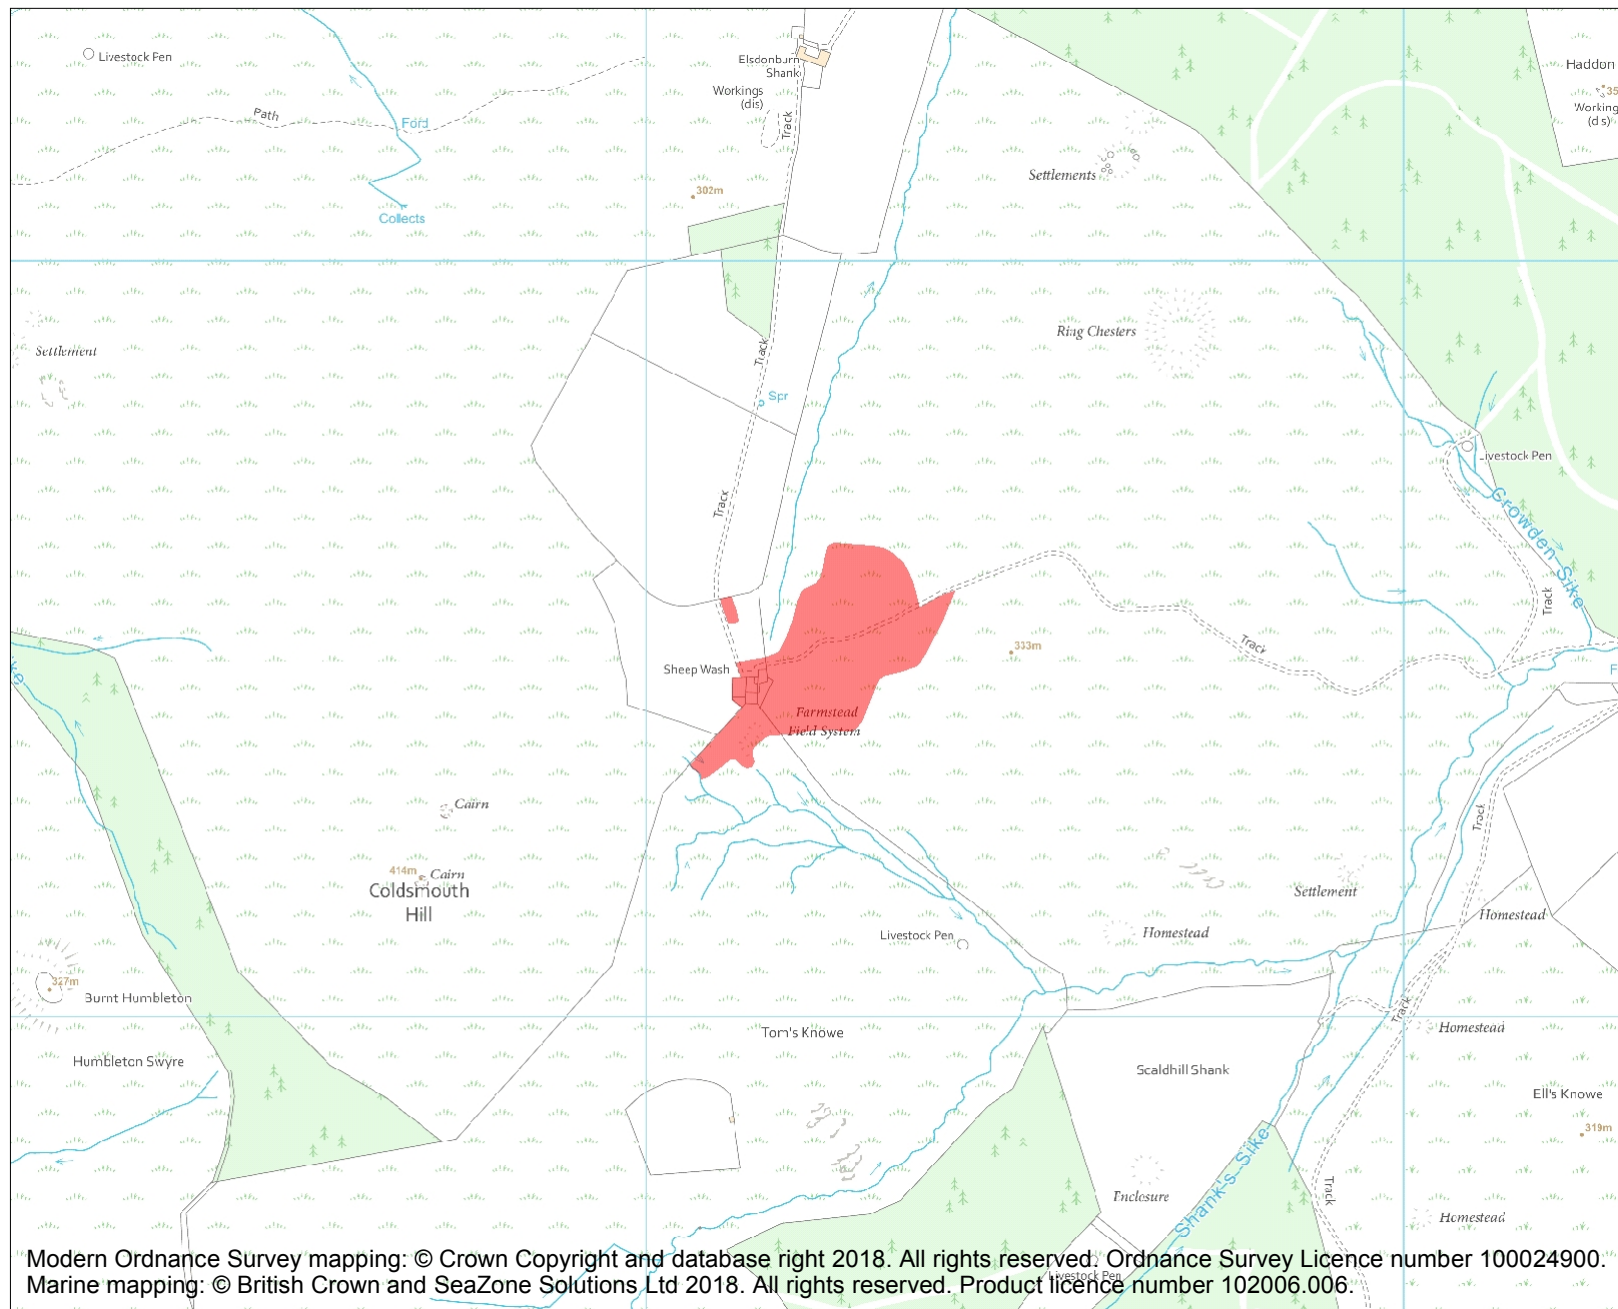 Livestock Pen
Elsdonburn
Shank
Haddon
Workings
(dis)
35
Working
(dis)
Path
Ford
Track
Settlements
302m
Collects
Ring Chesters
Settlement
Track
Spr
Livestock Pen
Track
Crowden Sike
Track
Sheep Wash
333m
Track
F
ke
Farmstead
Field System
Cairn
Track
414m
Cairn
Coldsmouth
Hill
Settlement
Homestead
Livestock Pen
Homestead
327m
Burnt Humbleton
Track
Tom's Knowe
Homestead
Humbleton Swyre
Scaldhill Shank
Ell's Knowe
319m
Shank's Sike
Enclosure
Track
Homestead
Livestock Pen
Modern Ordnance Survey mapping: © Crown Copyright and database right 2018. All rights reserved. Ordnance Survey Licence number 100024900.
Marine mapping: © British Crown and SeaZone Solutions Ltd 2018. All rights reserved. Product licence number 102006.006.